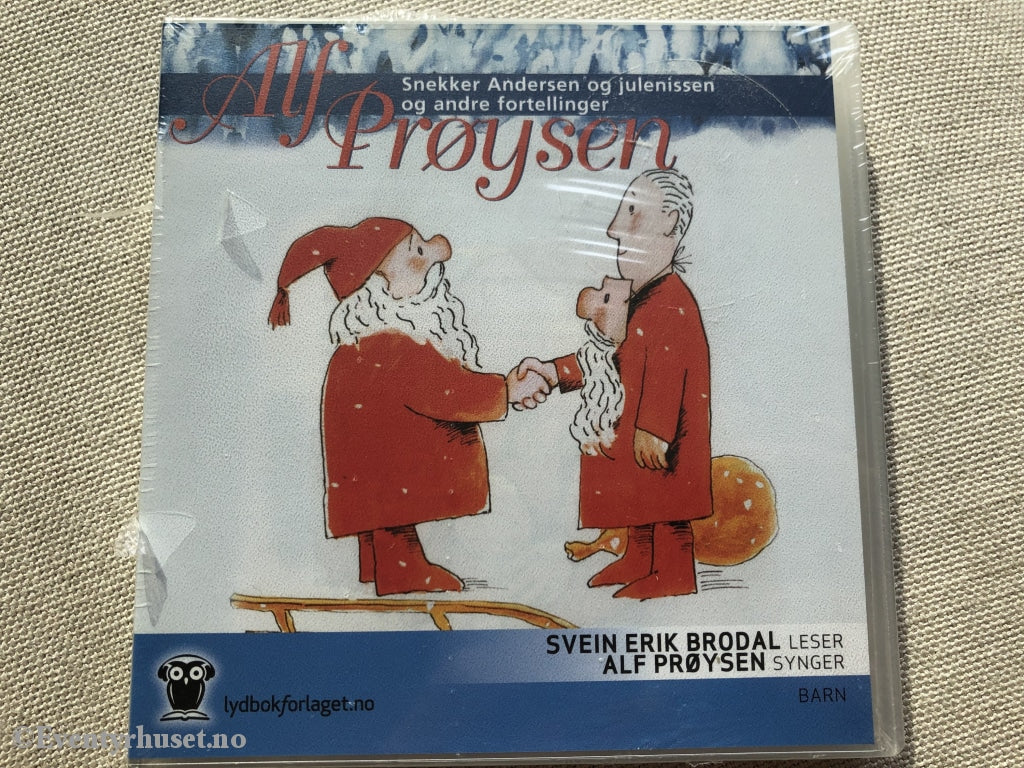 Snekker Andersen og julenissen
og andre fortellinger
Alf
Prøysen
SVEIN ERIK BRODAL LESER
ALF PRØYSEN SYNGER
BARN
lydbokforlaget.no
©Eventyrhuset.no